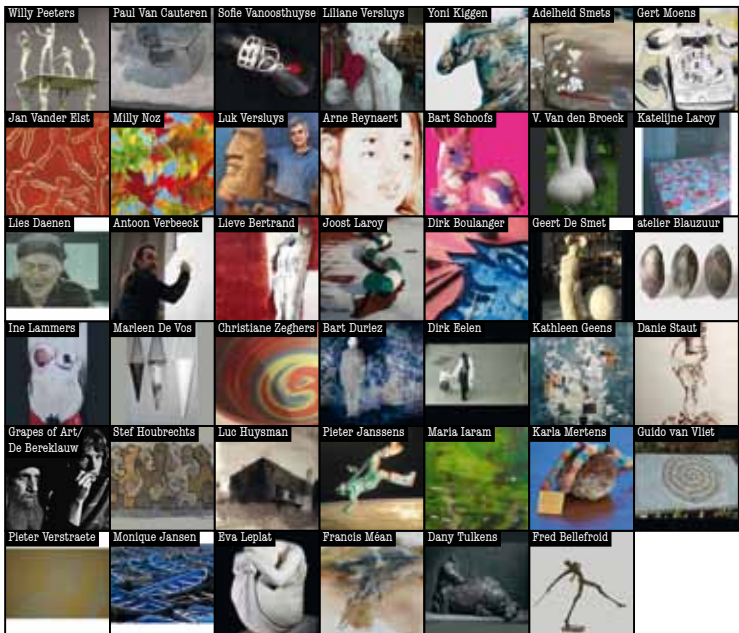 Willy Peeters
Paul Van Cauteren
Sofie Vanoosthuyse
Liliane Versluys
Yoni Kiggen
Adelheid Smets
Gert Moens
Jan Vander Elst
Milly Noz
Luk Versluys
Arne Reynaert
Bart Schoofs
V. Van den Broeck
Katelijne Laroy
Lies Daenen
Antoon Verbeeck
Lieve Bertrand
Joost Laroy
Dirk Boulanger
Geert De Smet
atelier Blauzuur
Ine Lammers
Marleen De Vos
Christiane Zeghers
Bart Duriez
Dirk Eelen
Kathleen Geens
Danie Staut
Grapes of Art/
De Bereklauw
Stef Houbrechts
Luc Huysman
Pieter Janssens
Maria Iaram
Karla Mertens
Guido van Vliet
Pieter Verstraete
Monique Jansen
Eva Leplat
Francis Méan
Dany Tulkens
Fred Bellefroid